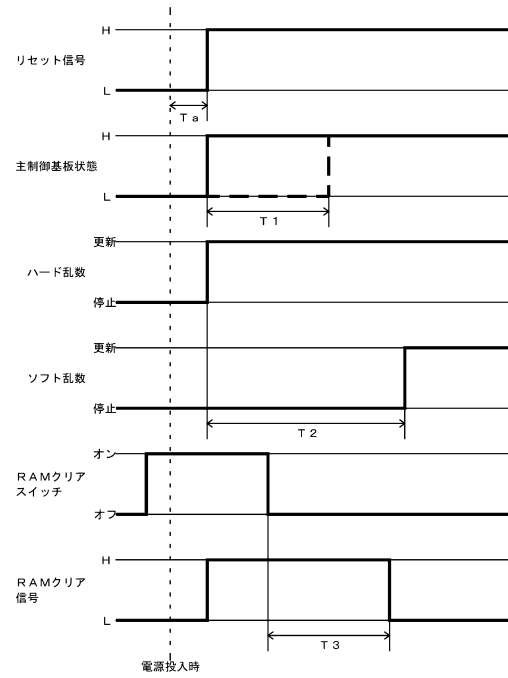 H
リセット信号
L
Ｔａ
H
主制御基板状態
L
Ｔ１
更新
ハード乱数
停止
更新
ソフト乱数
停止
Ｔ２
オン
ＲＡＭクリア
スイッチ
オフ
H
ＲＡＭクリア
信号
L
Ｔ３
電源投入時